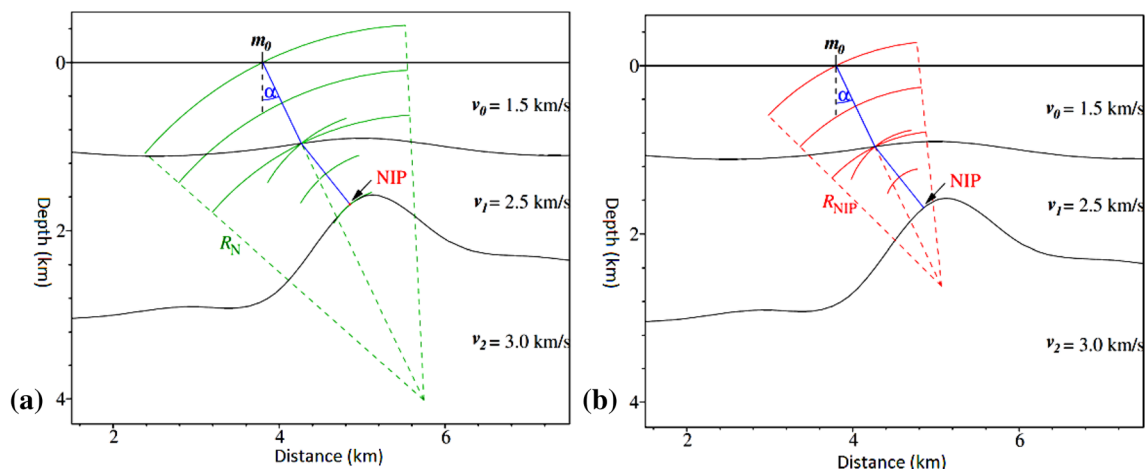 m₀
0
α
v₀ = 1.5 km/s
NIP
v₁ = 2.5 km/s
2
R_N
v₂ = 3.0 km/s
4
Depth (km)
(a)
2 4 6
Distance (km)
m₀
0
α
v₀ = 1.5 km/s
NIP
R_NIP
v₁ = 2.5 km/s
2
v₂ = 3.0 km/s
4
Depth (km)
(b)
2 4 6
Distance (km)